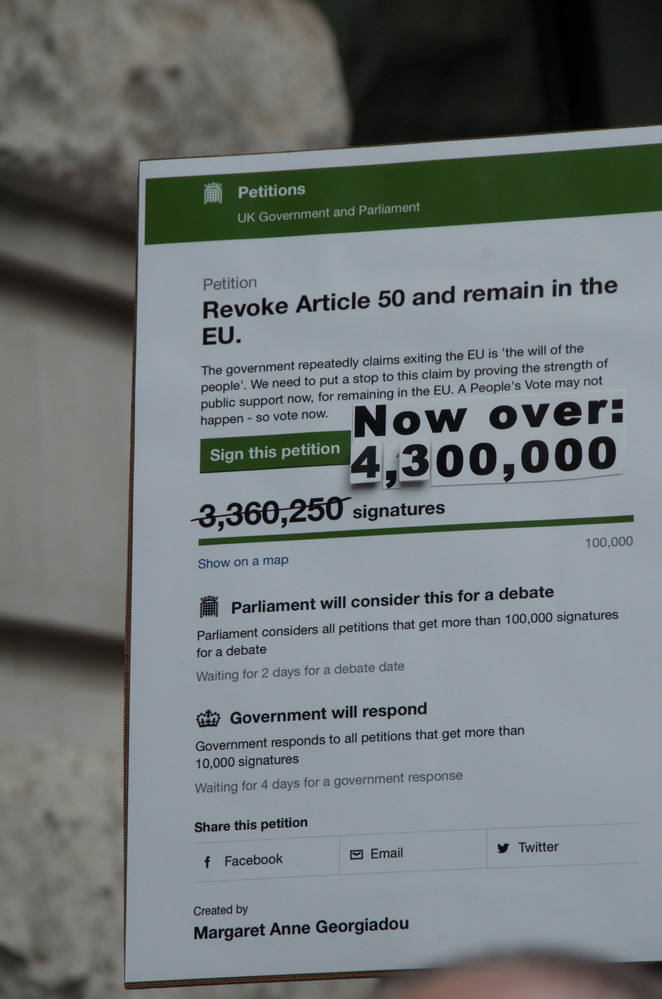 Petitions
UK Government and Parliament
Petition
Revoke Article 50 and remain in the
EU.
The government repeatedly claims exiting the EU is 'the will of the
people'. We need to put a stop to this claim by proving the strength of
public support now, for remaining in the EU. A People's Vote may not
happen - so vote now.
Now over:
4,300,000
Sign this petition
3,360,250 signatures
100,000
Show on a map
Parliament will consider this for a debate
Parliament considers all petitions that get more than 100,000 signatures
for a debate
Waiting for 2 days for a debate date
Government will respond
Government responds to all petitions that get more than
10,000 signatures
Waiting for 4 days for a government response
Share this petition
Facebook Email Twitter
Created by
Margaret Anne Georgiadou